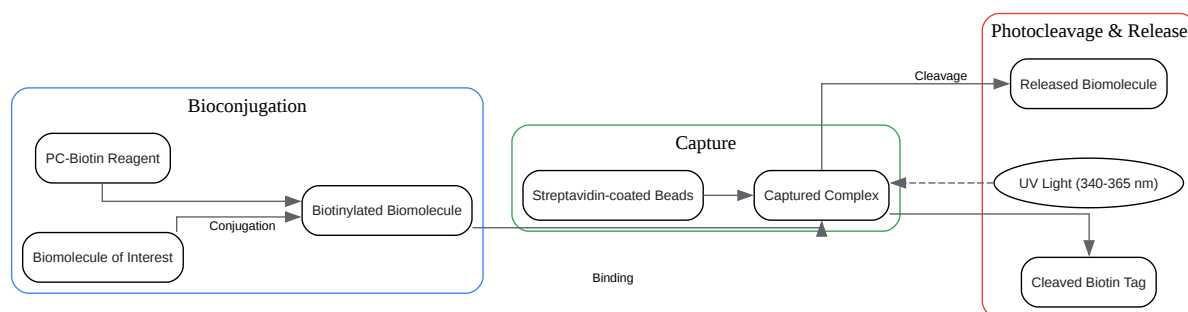 Photocleavage & Release
Cleavage
Released Biomolecule
Bioconjugation
Capture
PC-Biotin Reagent
Streptavidin-coated Beads
Captured Complex
UV Light (340-365 nm)
Biotinylated Biomolecule
Conjugation
Biomolecule of Interest
Binding
Cleaved Biotin Tag